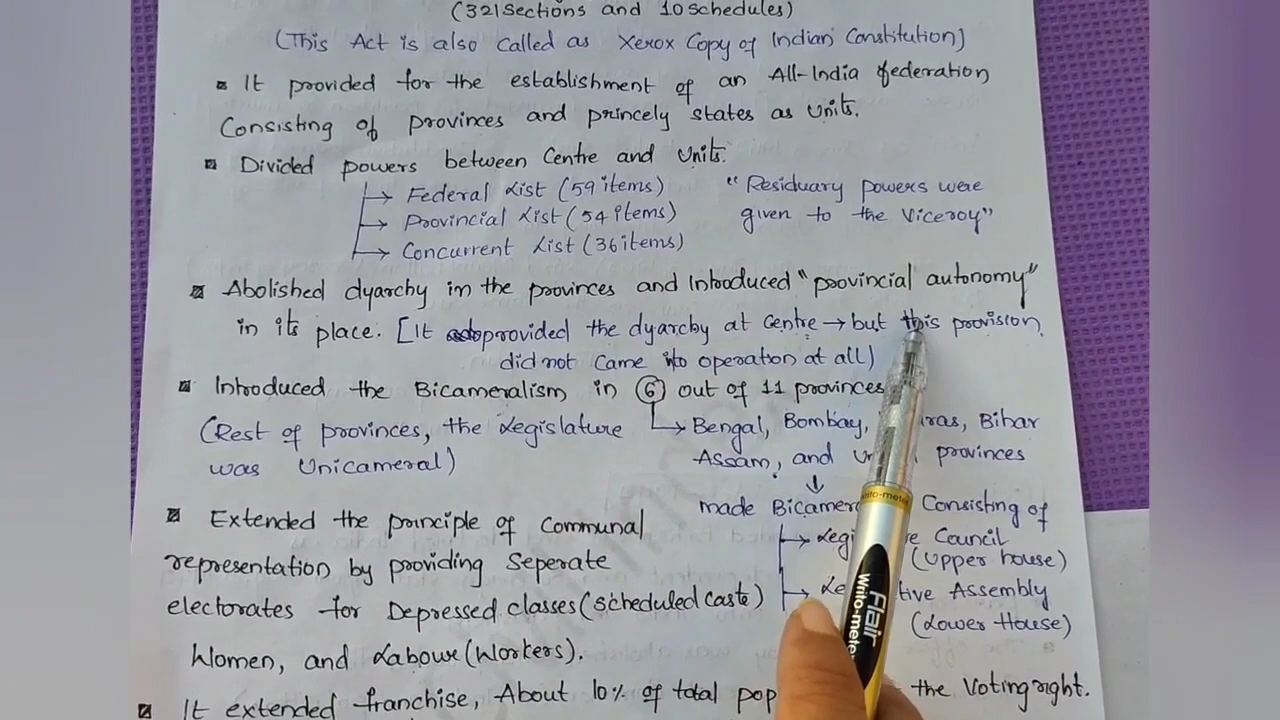 (321 Sections and 10 schedules)
(This Act is also called as Xerox Copy of Indian Constitution)
It provided for the establishment of an All-India federation
Consisting of provinces and princely states as Units.
Divided powers between Centre and Units.
Federal List (59 items)
Provincial List (54 items)
Concurrent List (36 items)
"Residuary powers were
given to the Viceroy"
Abolished dyarchy in the provinces and Introduced "provincial autonomy"
in its place. [It provided the dyarchy at Centre → but this provision
did not came into operation at all)
Introduced the Bicameralism in 6 out of 11 provinces
(Rest of provinces, the Legislature
was Unicameral)
Bengal, Bombay, Bihar
Assam, and provinces
made Consisting of
Council
(Upper house)
Assembly
(Lower House)
Extended the principle of Communal
representation by providing Seperate
electorates for Depressed classes (Scheduled Caste)
Women, and Labour (Workers).
It extended franchise, About 10% of total the Voting right.
Flair
Writo-meter